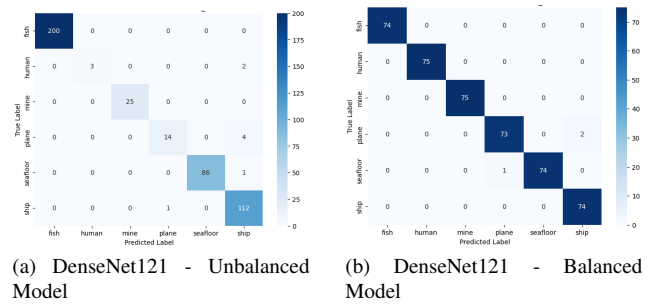 200 0 0 0 0 0
0 3 0 0 0 2
0 0 25 0 0 0
0 0 0 14 0 4
0 0 0 0 86 1
0 0 0 1 0 112
fish
human
mine
plane
seafloor
ship
True Label
fish human mine plane seafloor ship
Predicted Label
200
175
150
125
100
75
50
25
0
(a) DenseNet121 - Unbalanced
Model
74 0 0 0 0 0
0 75 0 0 0 0
0 0 75 0 0 0
0 0 0 73 0 2
0 0 0 1 74 0
0 0 0 0 0 74
fish
human
mine
plane
seafloor
ship
True Label
fish human mine plane seafloor ship
Predicted Label
70
60
50
40
30
20
10
0
(b) DenseNet121 - Balanced
Model